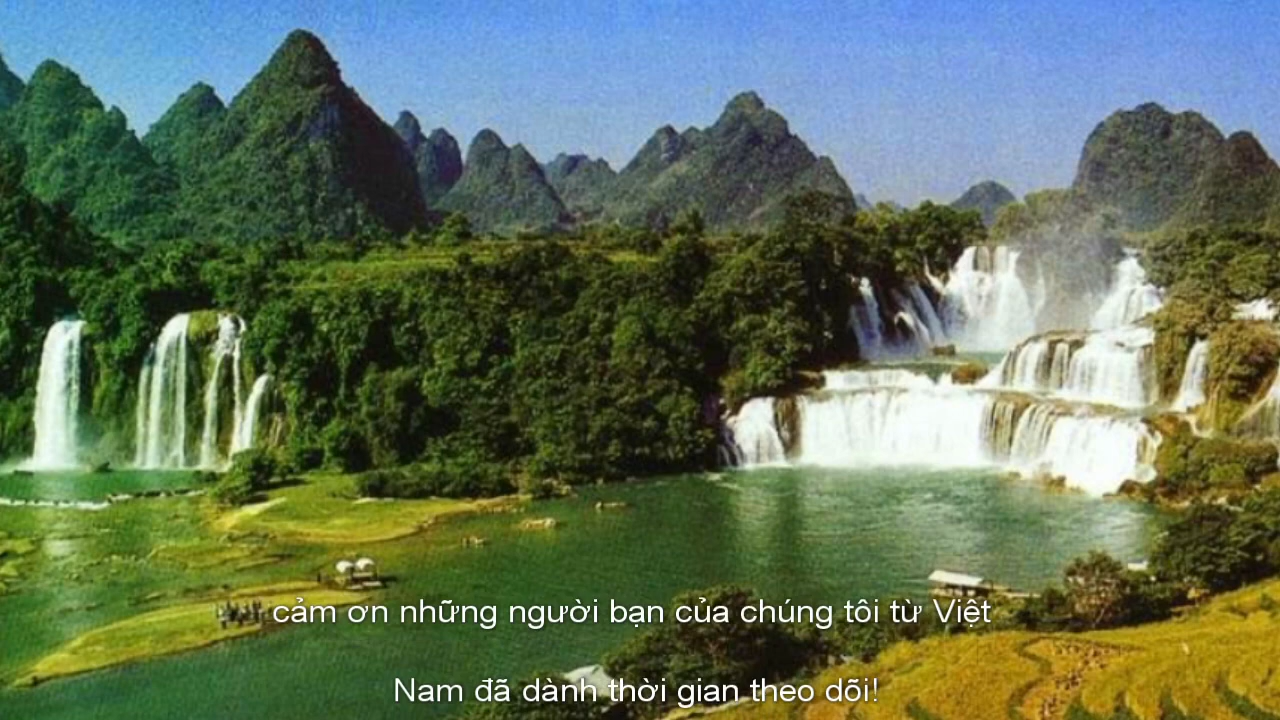 cảm ơn những người bạn của chúng tôi từ Việt
Nam đã dành thời gian theo dõi!